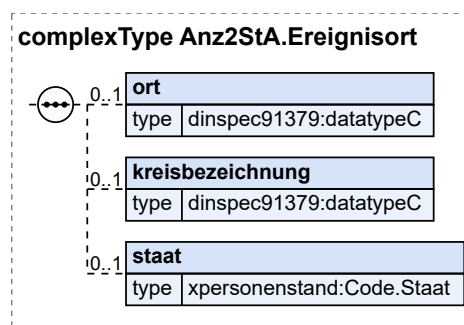 complexType Anz2StA.Ereignisort
0..1 ort
type dinspec91379:datatypeC
0..1 kreisbezeichnung
type dinspec91379:datatypeC
0..1 staat
type xpersonenstand:Code.Staat